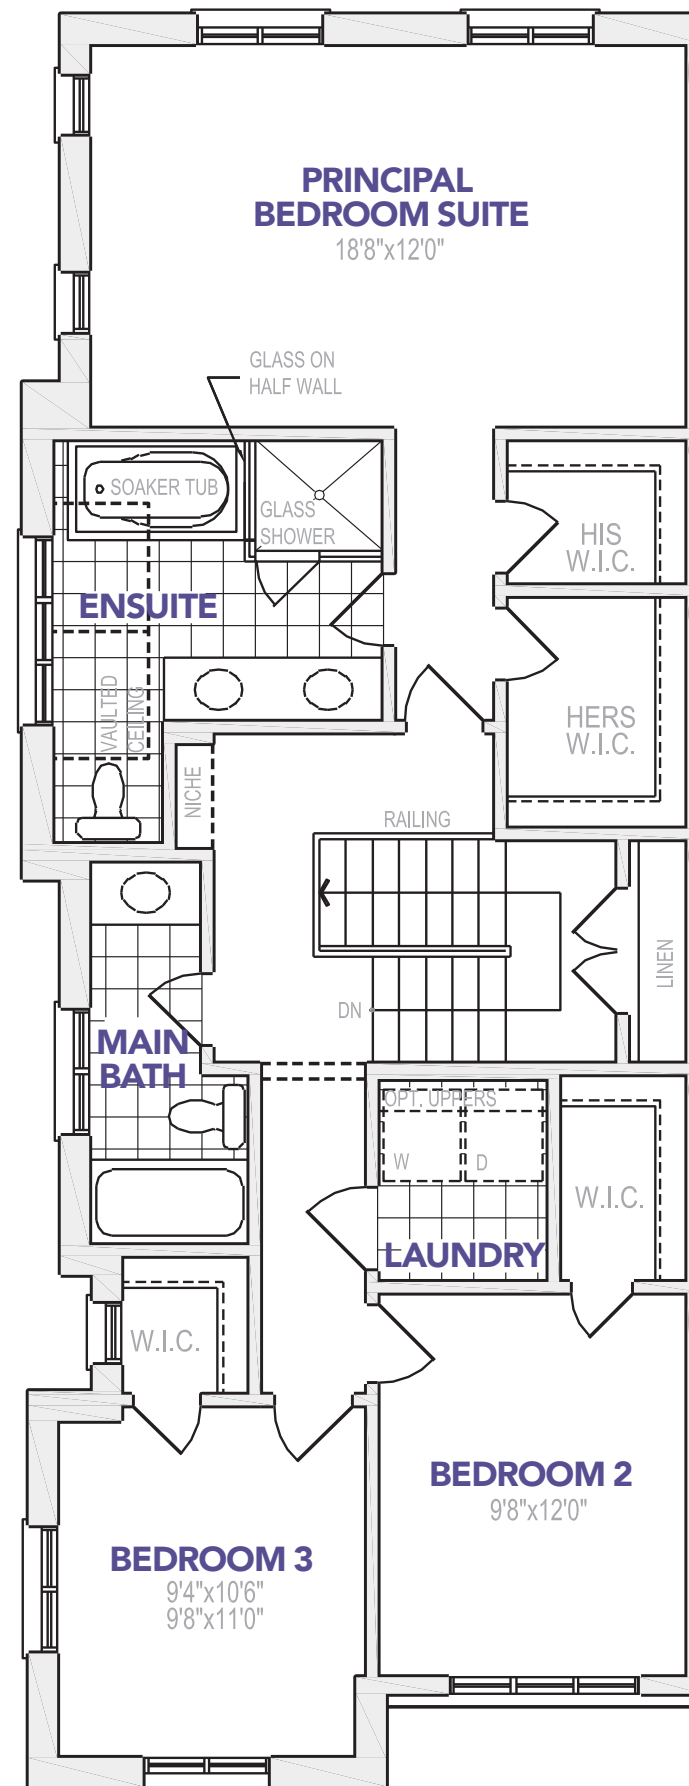 PRINCIPAL
BEDROOM SUITE
18'8"x12'0"
GLASS ON
HALF WALL
SOAKER TUB
GLASS
SHOWER
HIS
W.I.C.
ENSUITE
VAULTED
CEILING
HERS
W.I.C.
NICHE
RAILING
LINEN
DN
MAIN
BATH
OPT. UPPERS
W
D
W.I.C.
LAUNDRY
W.I.C.
BEDROOM 2
9'8"x12'0"
BEDROOM 3
9'4"x10'6"
9'8"x11'0"